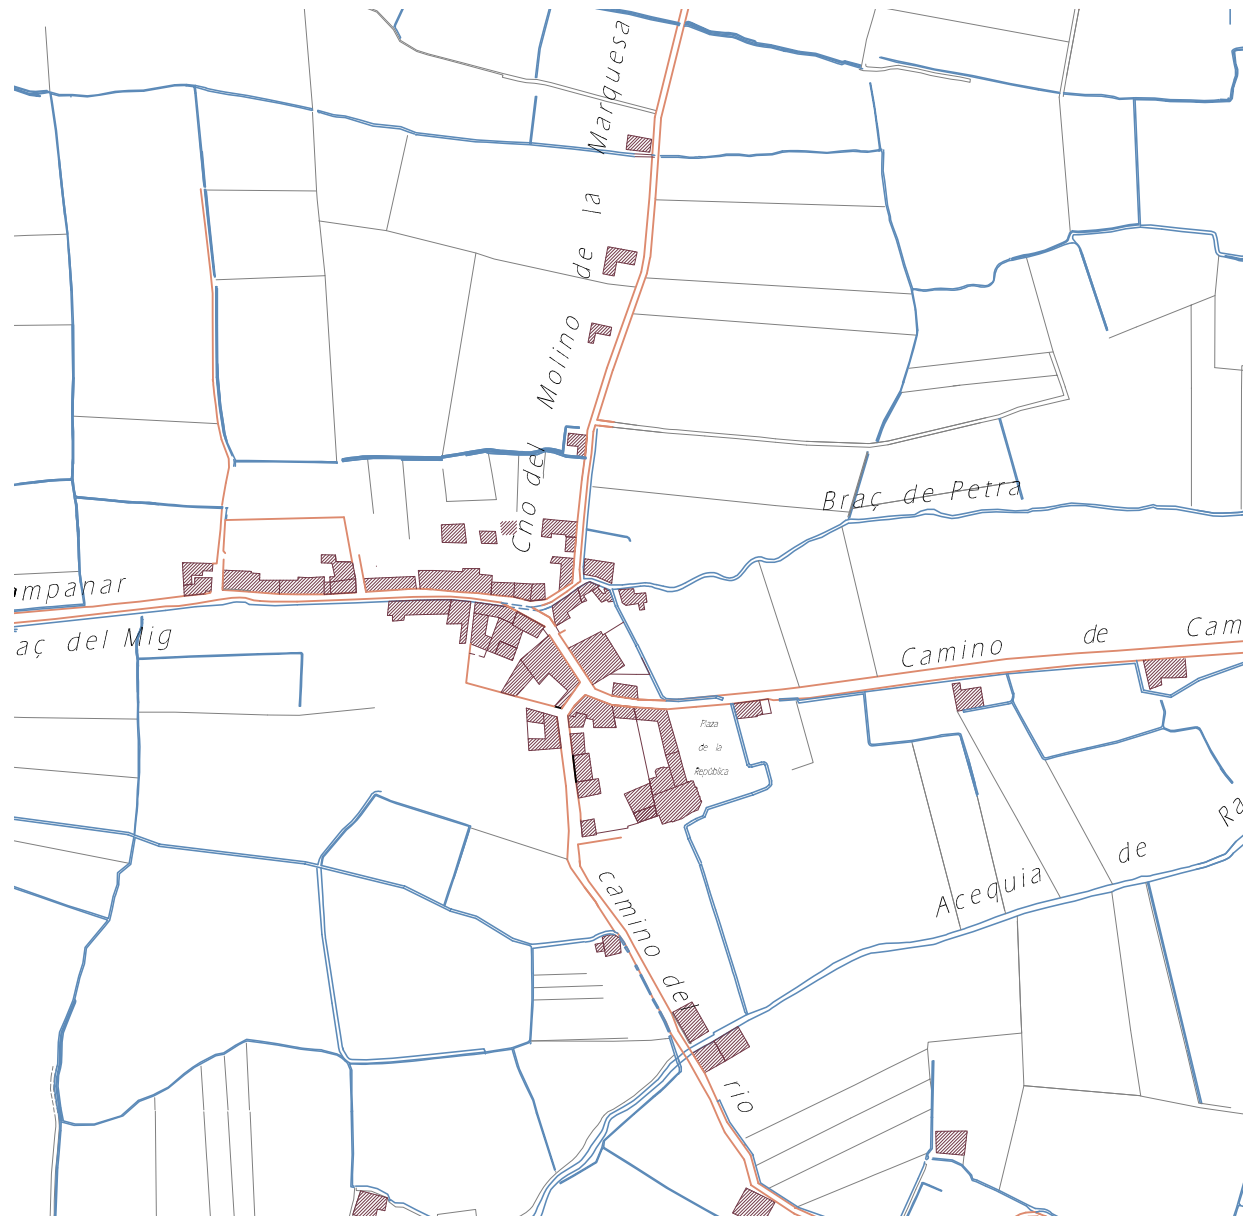 Cno del Molino de la Marquesa
Braç de Petra
ampanar
aç del Mig
Camino de Cam
Plaza
de la
República
Acequia de Ra
camino del rio